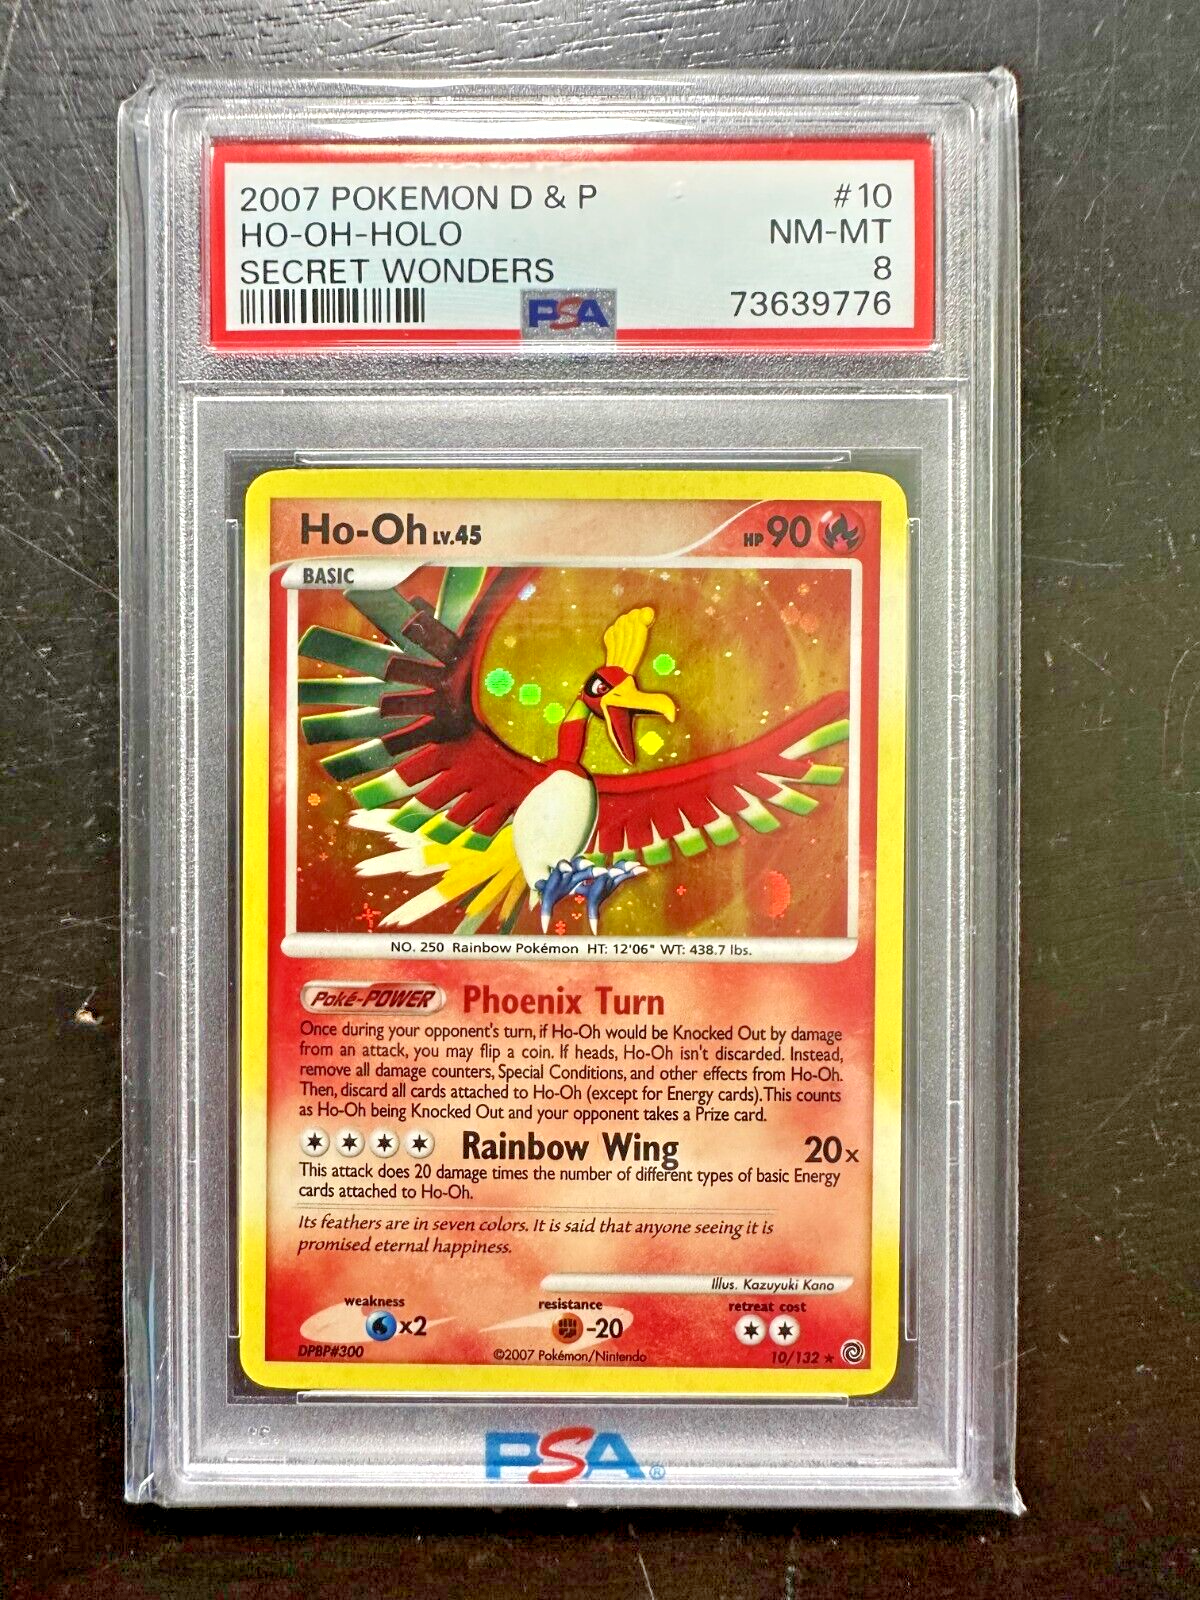 2007 POKEMON D & P #10
HO-OH-HOLO NM-MT
SECRET WONDERS 8
PSA 73639776
Ho-Oh LV.45 HP 90
BASIC
NO. 250 Rainbow Pokémon HT: 12'06" WT: 438.7 lbs.
Poké-POWER Phoenix Turn
Once during your opponent's turn, if Ho-Oh would be Knocked Out by damage
from an attack, you may flip a coin. If heads, Ho-Oh isn't discarded. Instead,
remove all damage counters, Special Conditions, and other effects from Ho-Oh.
Then, discard all cards attached to Ho-Oh (except for Energy cards). This counts
as Ho-Oh being Knocked Out and your opponent takes a Prize card.
Rainbow Wing 20x
This attack does 20 damage times the number of different types of basic Energy
cards attached to Ho-Oh.
Its feathers are in seven colors. It is said that anyone seeing it is
promised eternal happiness.
Illus. Kazuyuki Kano
weakness resistance retreat cost
x2 -20
DPBP#300 ©2007 Pokémon/Nintendo 10/132 ★
PSA®